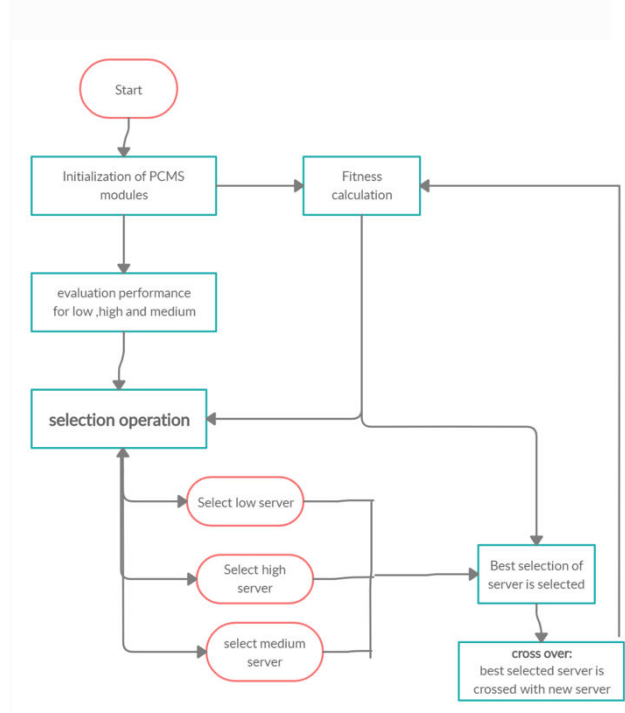 Start
Initialization of PCMS
modules
Fitness
calculation
evaluation performance
for low ,high and medium
selection operation
Select low server
Select high
server
select medium
server
Best selection of
server is selected
cross over:
best selected server is
crossed with new server